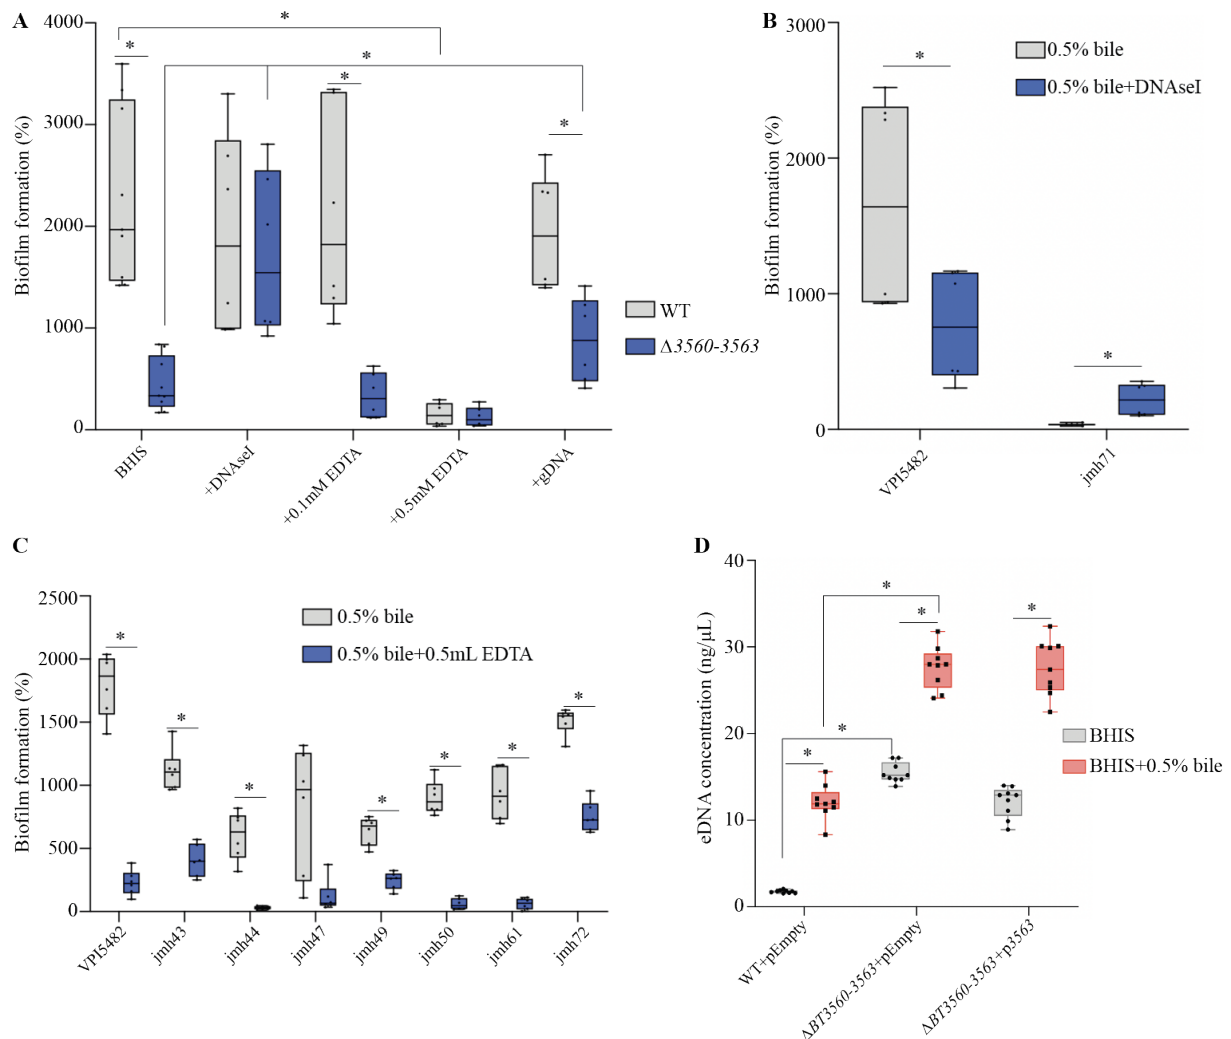 A
Biofilm formation (%)
4000
3000
2000
1000
0
*
*
*
*
*
WT
Δ3560-3563
BHIS
+DNAseI
+0.1mM EDTA
+0.5mM EDTA
+gDNA
B
Biofilm formation (%)
3000
2000
1000
0
*
*
0.5% bile
0.5% bile+DNAseI
VPI5482
jmh71
C
Biofilm formation (%)
2500
2000
1500
1000
500
0
0.5% bile
0.5% bile+0.5mL EDTA
*
*
*
*
*
*
*
VPI5482
jmh43
jmh44
jmh47
jmh49
jmh50
jmh61
jmh72
D
eDNA concentration (ng/μL)
40
30
20
10
0
*
*
*
*
*
BHIS
BHIS+0.5% bile
WT+pEmpty
ΔBT3560-3563+pEmpty
ΔBT3560-3563+p3563